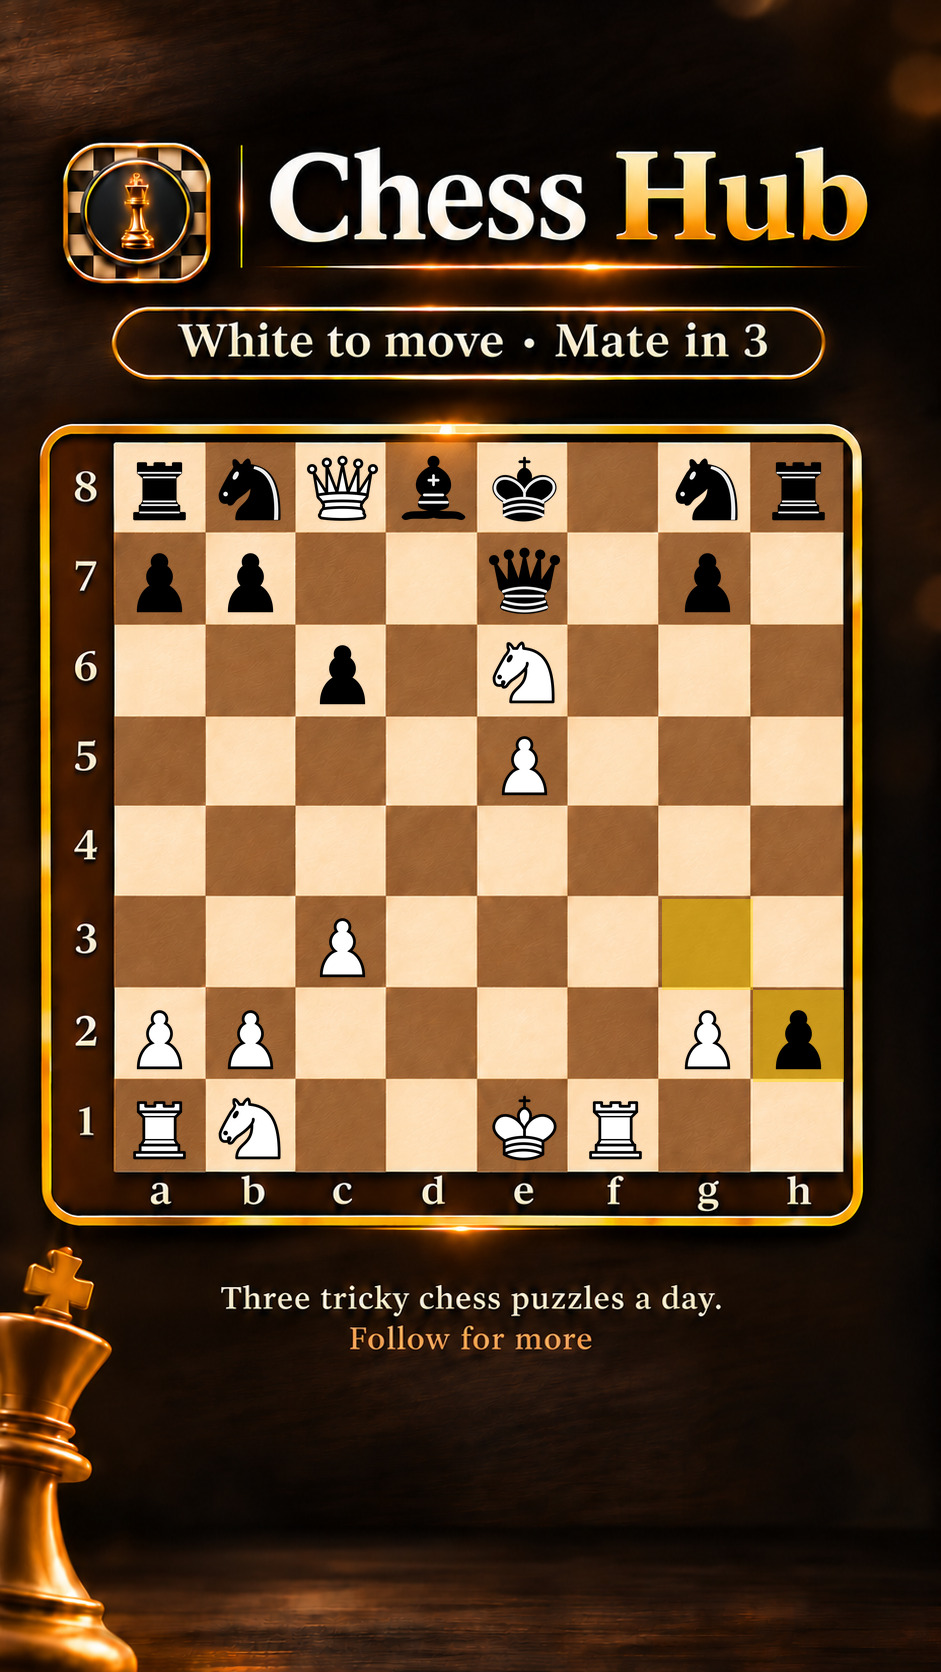 Chess Hub
White to move • Mate in 3
8
7
6
5
4
3
2
1
a b c d e f g h
Three tricky chess puzzles a day.
Follow for more